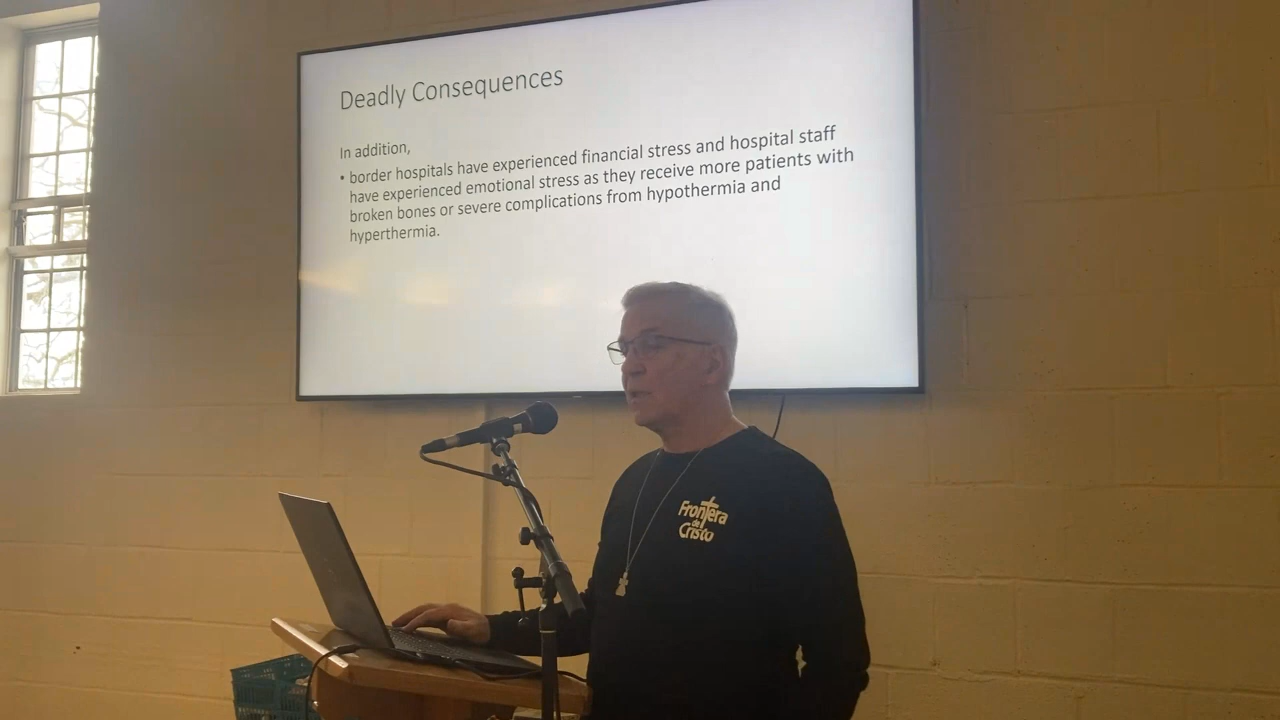 Deadly Consequences
In addition,
• border hospitals have experienced financial stress and hospital staff
have experienced emotional stress as they receive more patients with
broken bones or severe complications from hypothermia and
hyperthermia.
Frontera
de
Cristo